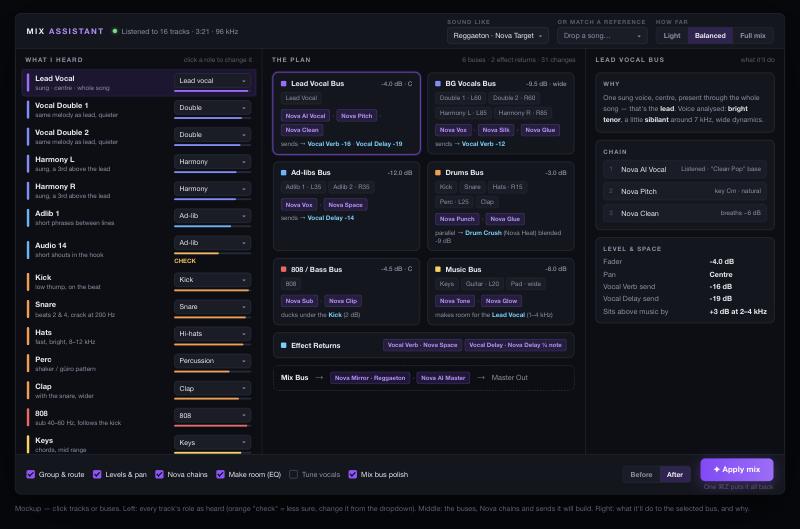 MIX ASSISTANT
Listened to 16 tracks · 3:21 · 96 kHz
SOUND LIKE
Reggaeton · Nova Target
OR MATCH A REFERENCE
Drop a song...
HOW FAR
Light
Balanced
Full mix
WHAT I HEARD
click a role to change it
Lead Vocal
sung · centre · whole song
Lead vocal
Vocal Double 1
same melody as lead, quieter
Double
Vocal Double 2
same melody as lead, quieter
Double
Harmony L
sung, a 3rd above the lead
Harmony
Harmony R
sung, a 3rd above the lead
Harmony
Adlib 1
short phrases between lines
Ad-lib
Audio 14
short shouts in the hook
Ad-lib
CHECK
Kick
low thump, on the beat
Kick
Snare
beats 2 & 4, crack at 200 Hz
Snare
Hats
fast, bright, 8–12 kHz
Hi-hats
Perc
shaker / güiro pattern
Percussion
Clap
with the snare, wider
Clap
808
sub 40–60 Hz, follows the kick
808
Keys
chords, mid range
Keys
THE PLAN
6 buses · 2 effect returns · 31 changes
Lead Vocal Bus
-4.0 dB · C
Lead Vocal
Nova AI Vocal › Nova Pitch ›
Nova Clean
sends → Vocal Verb -16 · Vocal Delay -19
BG Vocals Bus
-9.5 dB · wide
Double 1 · L60 Double 2 · R60
Harmony L · L85 Harmony R · R85
Nova Vox › Nova Silk › Nova Glue
sends → Vocal Verb -12
Ad-libs Bus
-12.0 dB
Adlib 1 · L35 Adlib 2 · R35
Nova Vox › Nova Space
sends → Vocal Delay -14
Drums Bus
-3.0 dB
Kick Snare Hats · R15
Perc · L25 Clap
Nova Punch › Nova Glue
parallel → Drum Crush (Nova Heat) blended
-9 dB
808 / Bass Bus
-4.5 dB · C
808
Nova Sub › Nova Clip
ducks under the Kick (2 dB)
Music Bus
Keys Guitar · L20 Pad · wide
Nova Tone › Nova Glow
makes room for the Lead Vocal (1–4 kHz)
Effect Returns
Vocal Verb · Nova Space
Vocal Delay · Nova Delay ¼ note
Mix Bus → Nova Mirror · Reggaeton › Nova AI Master → Master Out
LEAD VOCAL BUS
what it'll do
WHY
One sung voice, centre, present through the whole
song — that's the lead. Voice analysed: bright
tenor, a little sibilant around 7 kHz, wide dynamics.
CHAIN
1 Nova AI Vocal Listened · "Clean Pop" base
2 Nova Pitch key Cm · natural
3 Nova Clean breaths −6 dB
LEVEL & SPACE
Fader -4.0 dB
Pan Centre
Vocal Verb send -16 dB
Vocal Delay send -19 dB
Sits above music by +3 dB at 2–4 kHz
Group & route
Levels & pan
Nova chains
Make room (EQ)
Tune vocals
Mix bus polish
Before
After
✦ Apply mix
One ⌘Z puts it all back
Mockup — click tracks or buses. Left: every track's role as heard (orange "check" = less sure, change it from the dropdown). Middle: the buses, Nova chains and sends it will build. Right: what it'll do to the selected bus, and why.